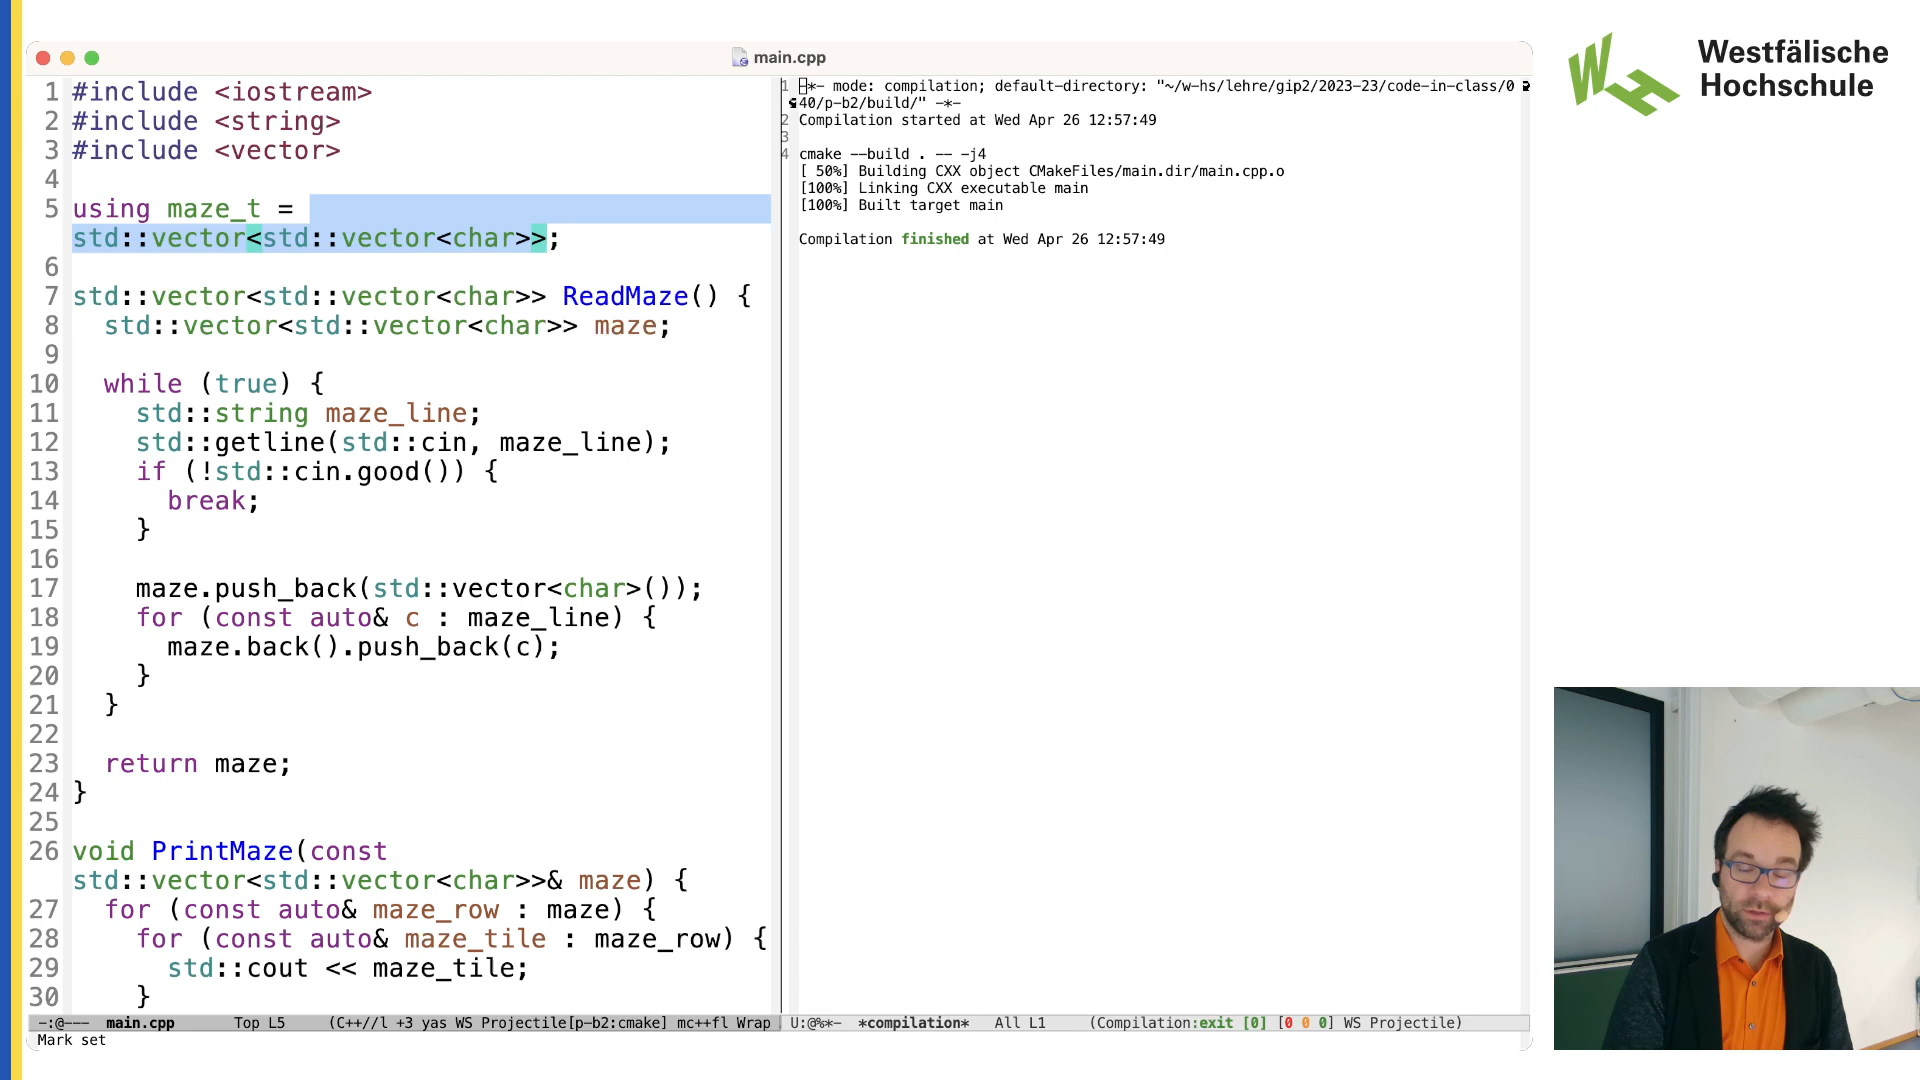 main.cpp
1 #include <iostream>
2 #include <string>
3 #include <vector>
4
5 using maze_t =
std::vector<std::vector<char>>;
6
7 std::vector<std::vector<char>> ReadMaze() {
8   std::vector<std::vector<char>> maze;
9
10   while (true) {
11     std::string maze_line;
12     std::getline(std::cin, maze_line);
13     if (!std::cin.good()) {
14       break;
15     }
16
17     maze.push_back(std::vector<char>());
18     for (const auto& c : maze_line) {
19       maze.back().push_back(c);
20     }
21   }
22
23   return maze;
24 }
25
26 void PrintMaze(const
std::vector<std::vector<char>>& maze) {
27   for (const auto& maze_row : maze) {
28     for (const auto& maze_tile : maze_row) {
29       std::cout << maze_tile;
30     }
-:@--- main.cpp Top L5 (C++//l +3 yas WS Projectile[p-b2:cmake] mc++fl Wrap
Mark set
1 -*- mode: compilation; default-directory: "~/w-hs/lehre/gip2/2023-23/code-in-class/0
40/p-b2/build/" -*-
2 Compilation started at Wed Apr 26 12:57:49
3
4 cmake --build . -- -j4
[ 50%] Building CXX object CMakeFiles/main.dir/main.cpp.o
[100%] Linking CXX executable main
[100%] Built target main
Compilation finished at Wed Apr 26 12:57:49
U:@%*- *compilation* All L1 (Compilation:exit [0] [0 0 0] WS Projectile)
Westfälische
Hochschule